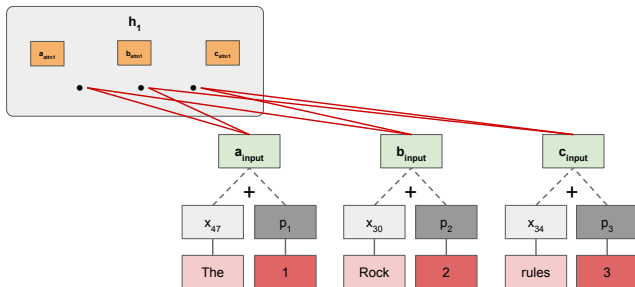 h1
aattn1 battn1 cattn1
ainput binput cinput
+ + +
x47 p1 x30 p2 x34 p3
The 1 Rock 2 rules 3